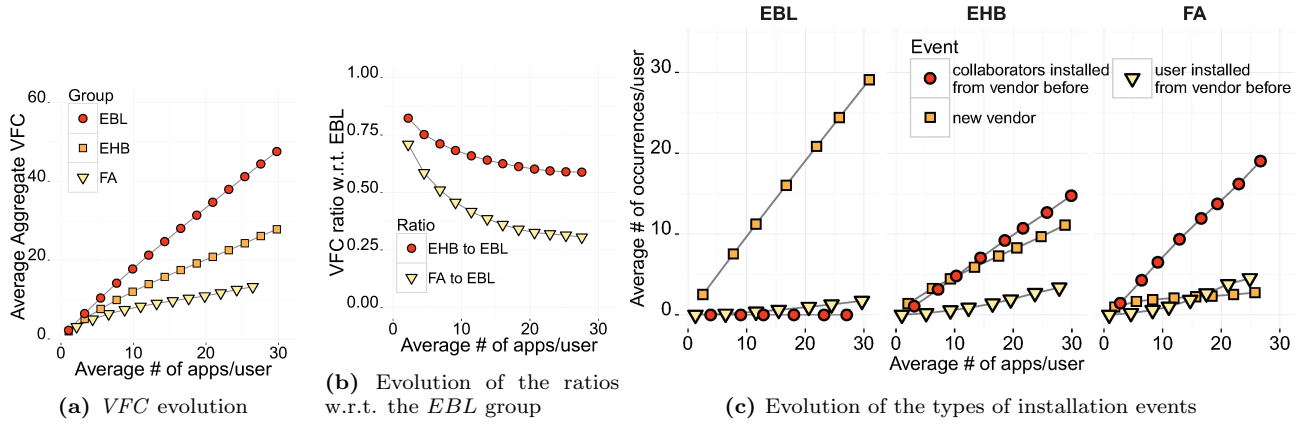 Average Aggregate VFC
60
40
20
0
Group
EBL
EHB
FA
0 10 20 30
Average # of apps/user
(a) VFC evolution
VFC ratio w.r.t. EBL
1.00
0.75
0.50
0.25
0.00
Ratio
EHB to EBL
FA to EBL
0 10 20 30
Average # of apps/user
(b) Evolution of the ratios
w.r.t. the EBL group
EBL EHB FA
Average # of occurrences/user
30
20
10
0
Event
collaborators installed
from vendor before
new vendor
user installed
from vendor before
0 10 20 30 0 10 20 30 0 10 20 30
Average # of apps/user
(c) Evolution of the types of installation events